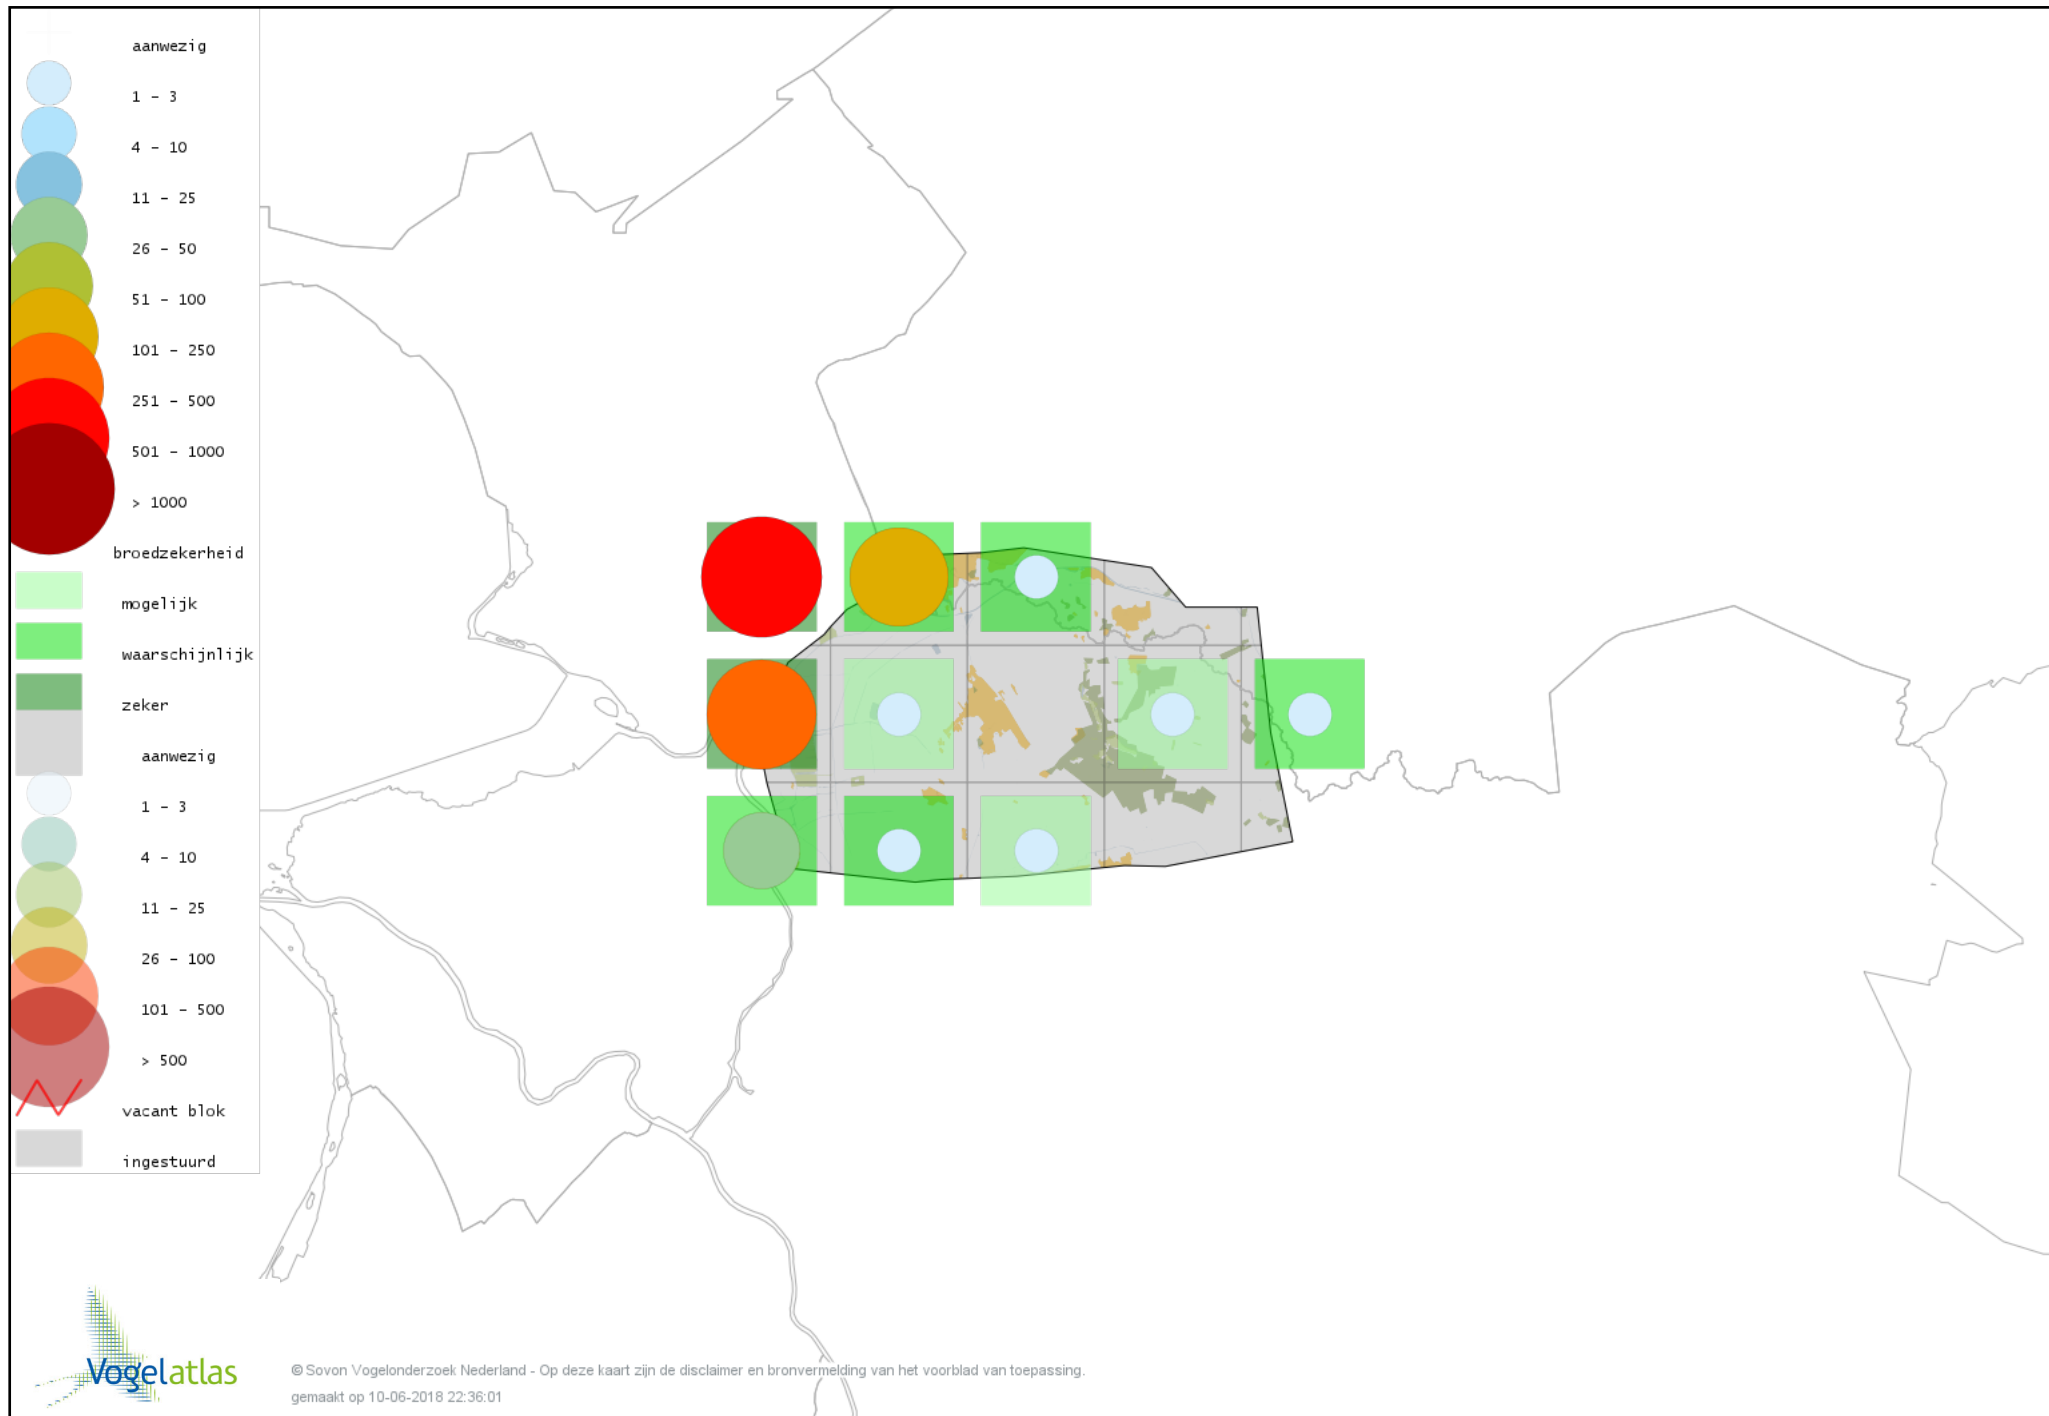 aanwezig
1 - 3
4 - 10
11 - 25
26 - 50
51 - 100
101 - 250
251 - 500
501 - 1000
> 1000
broedzekerheid
mogelijk
waarschijnlijk
zeker
aanwezig
1 - 3
4 - 10
11 - 25
26 - 100
101 - 500
> 500
vacant blok
ingestuurd
Vogelatlas
© Sovon Vogelonderzoek Nederland - Op deze kaart zijn de disclaimer en bronvermelding van het voorblad van toepassing.
gemaakt op 10-06-2018 22:36:01